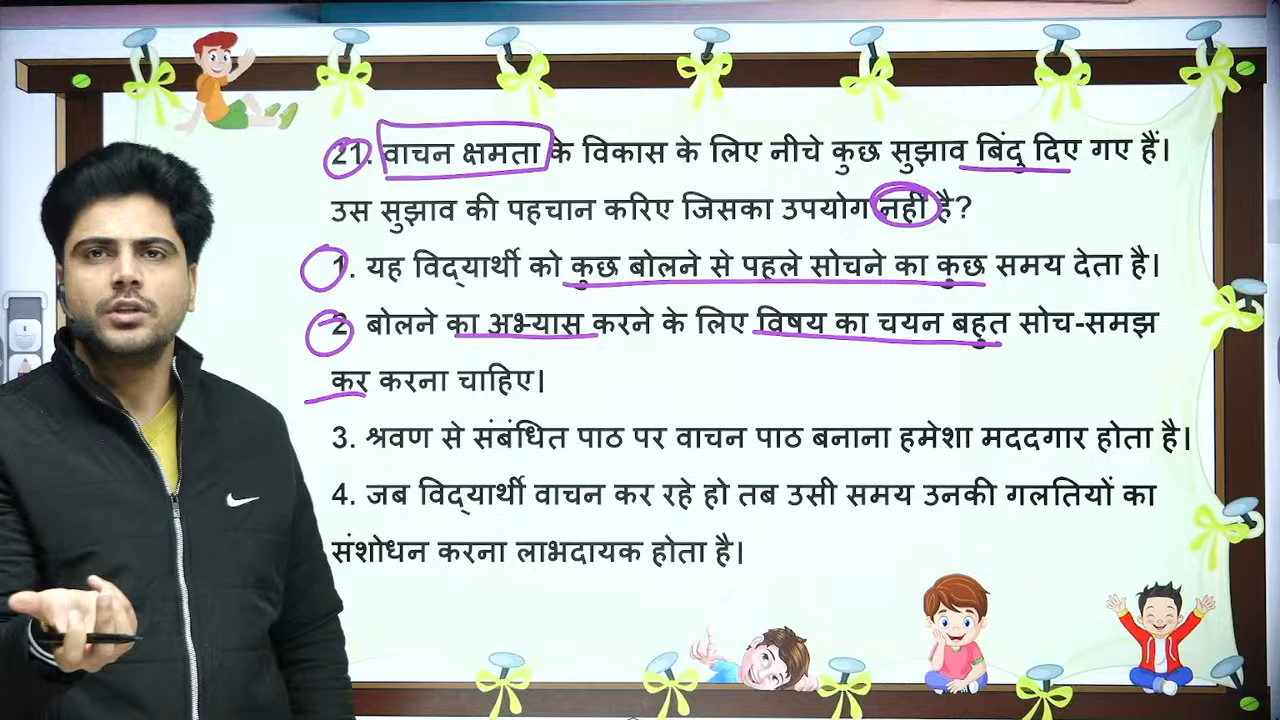 21. वाचन क्षमता के विकास के लिए नीचे कुछ सुझाव बिंदु दिए गए हैं।
उस सुझाव की पहचान करिए जिसका उपयोग नहीं है?
1. यह विद्यार्थी को कुछ बोलने से पहले सोचने का कुछ समय देता है।
2. बोलने का अभ्यास करने के लिए विषय का चयन बहुत सोच-समझ
कर करना चाहिए।
3. श्रवण से संबंधित पाठ पर वाचन पाठ बनाना हमेशा मददगार होता है।
4. जब विद्यार्थी वाचन कर रहे हो तब उसी समय उनकी गलतियों का
संशोधन करना लाभदायक होता है।